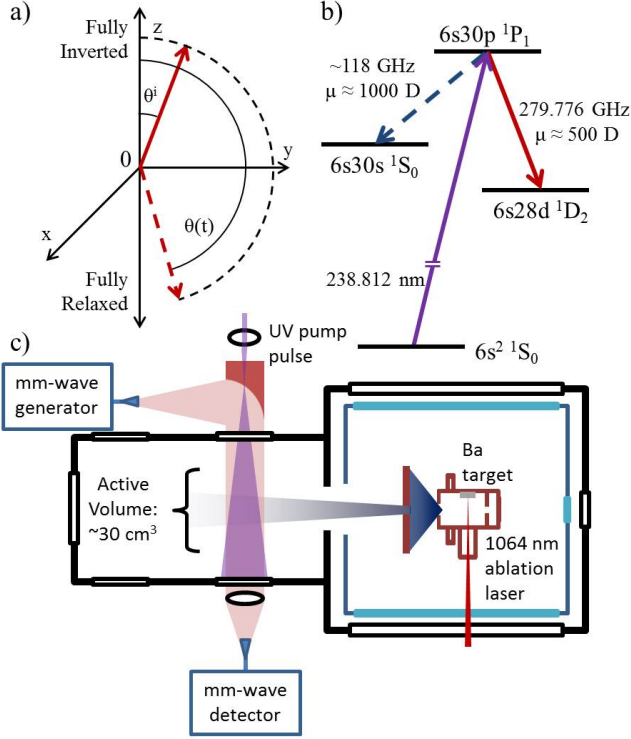 a)
Fully
Inverted
z
θⁱ
0
y
θ(t)
x
Fully
Relaxed
b)
6s30p ¹P₁
~118 GHz
μ ≈ 1000 D
279.776 GHz
μ ≈ 500 D
6s30s ¹S₀
6s28d ¹D₂
238.812 nm
6s² ¹S₀
c)
UV pump
pulse
mm-wave
generator
Active
Volume:
~30 cm³
Ba
target
1064 nm
ablation
laser
mm-wave
detector